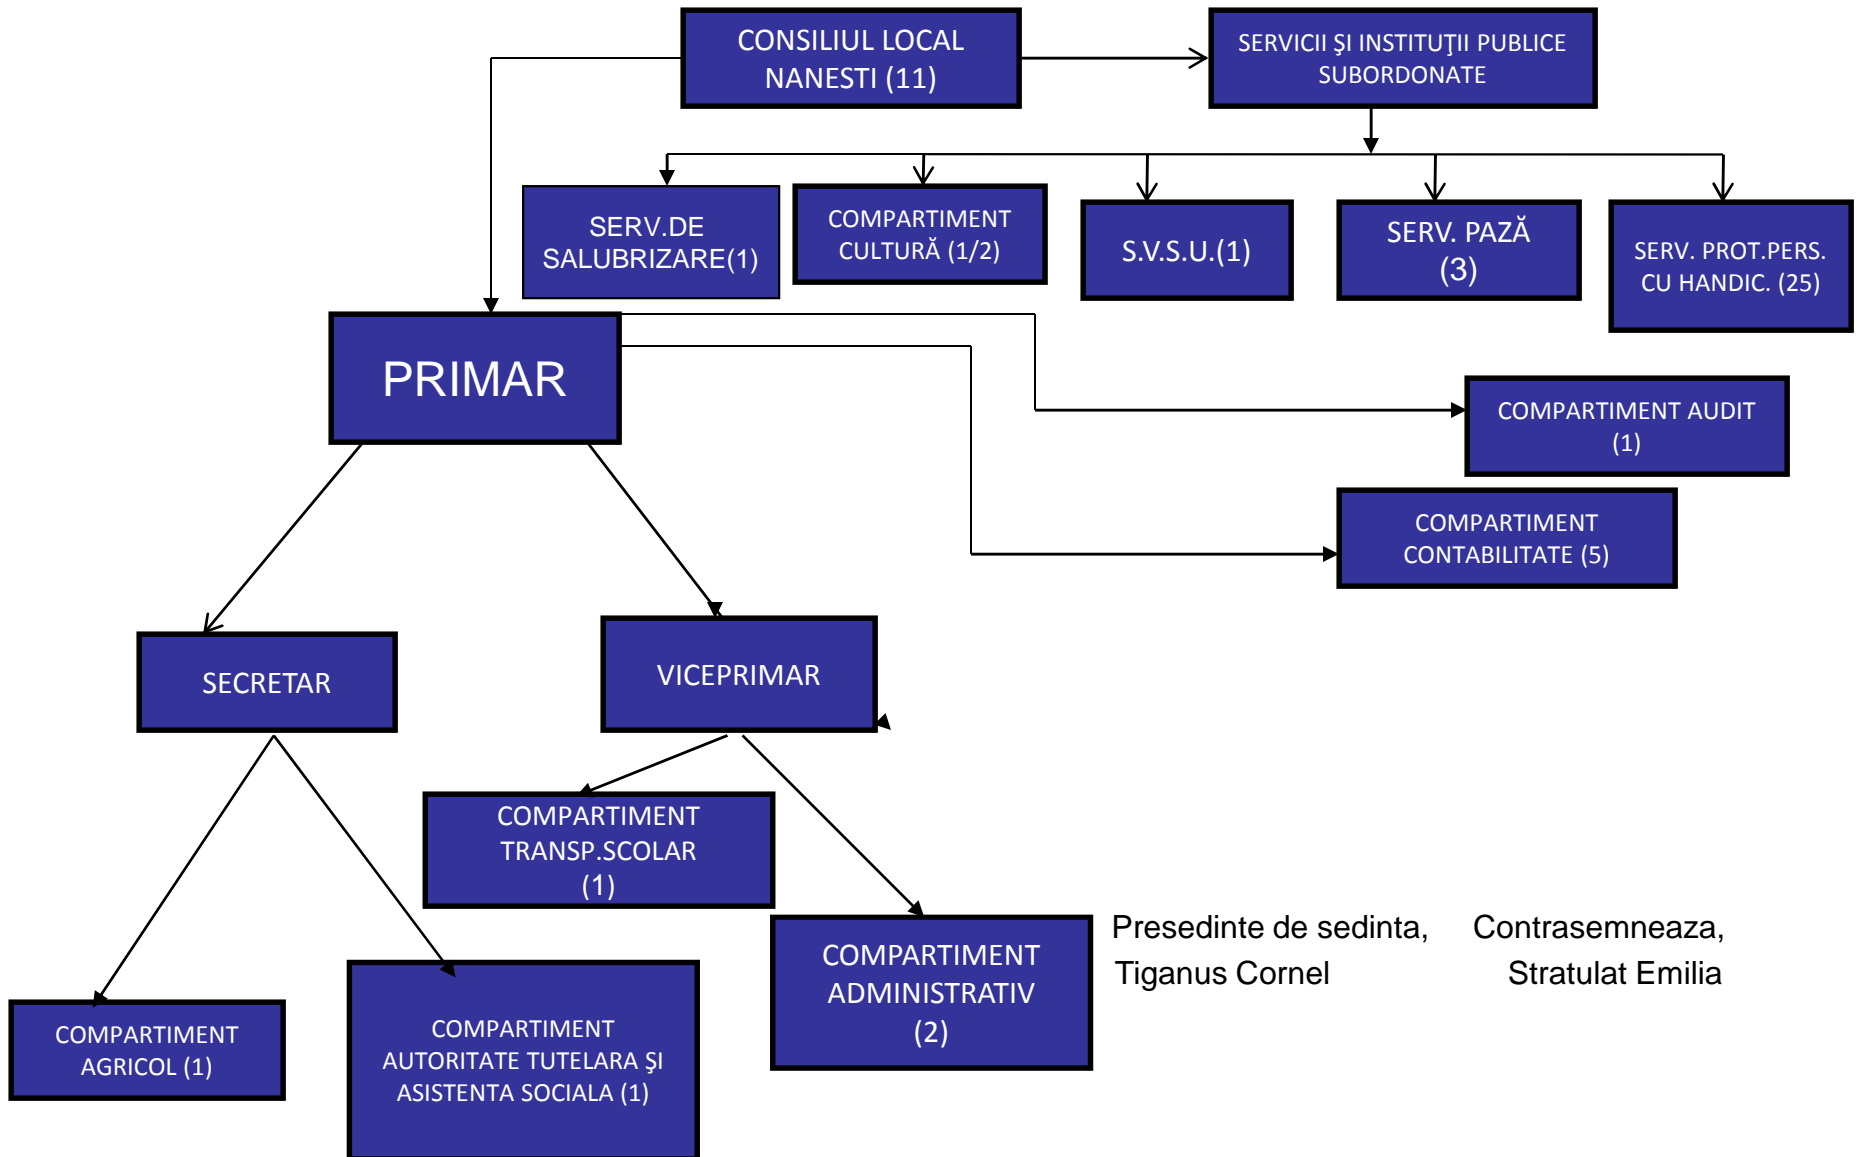 CONSILIUL LOCAL
NANESTI (11)
SERVICII ŞI INSTITUŢII PUBLICE
SUBORDONATE
SERV.DE
SALUBRIZARE(1)
COMPARTIMENT
CULTURĂ (1/2)
S.V.S.U.(1)
SERV. PAZĂ
(3)
SERV. PROT.PERS.
CU HANDIC. (25)
PRIMAR
COMPARTIMENT AUDIT
(1)
COMPARTIMENT
CONTABILITATE (5)
SECRETAR
VICEPRIMAR
COMPARTIMENT
TRANSP.SCOLAR
(1)
COMPARTIMENT
ADMINISTRATIV
(2)
Presedinte de sedinta, Contrasemneaza,
Tiganus Cornel Stratulat Emilia
COMPARTIMENT
AGRICOL (1)
COMPARTIMENT
AUTORITATE TUTELARA ŞI
ASISTENTA SOCIALA (1)